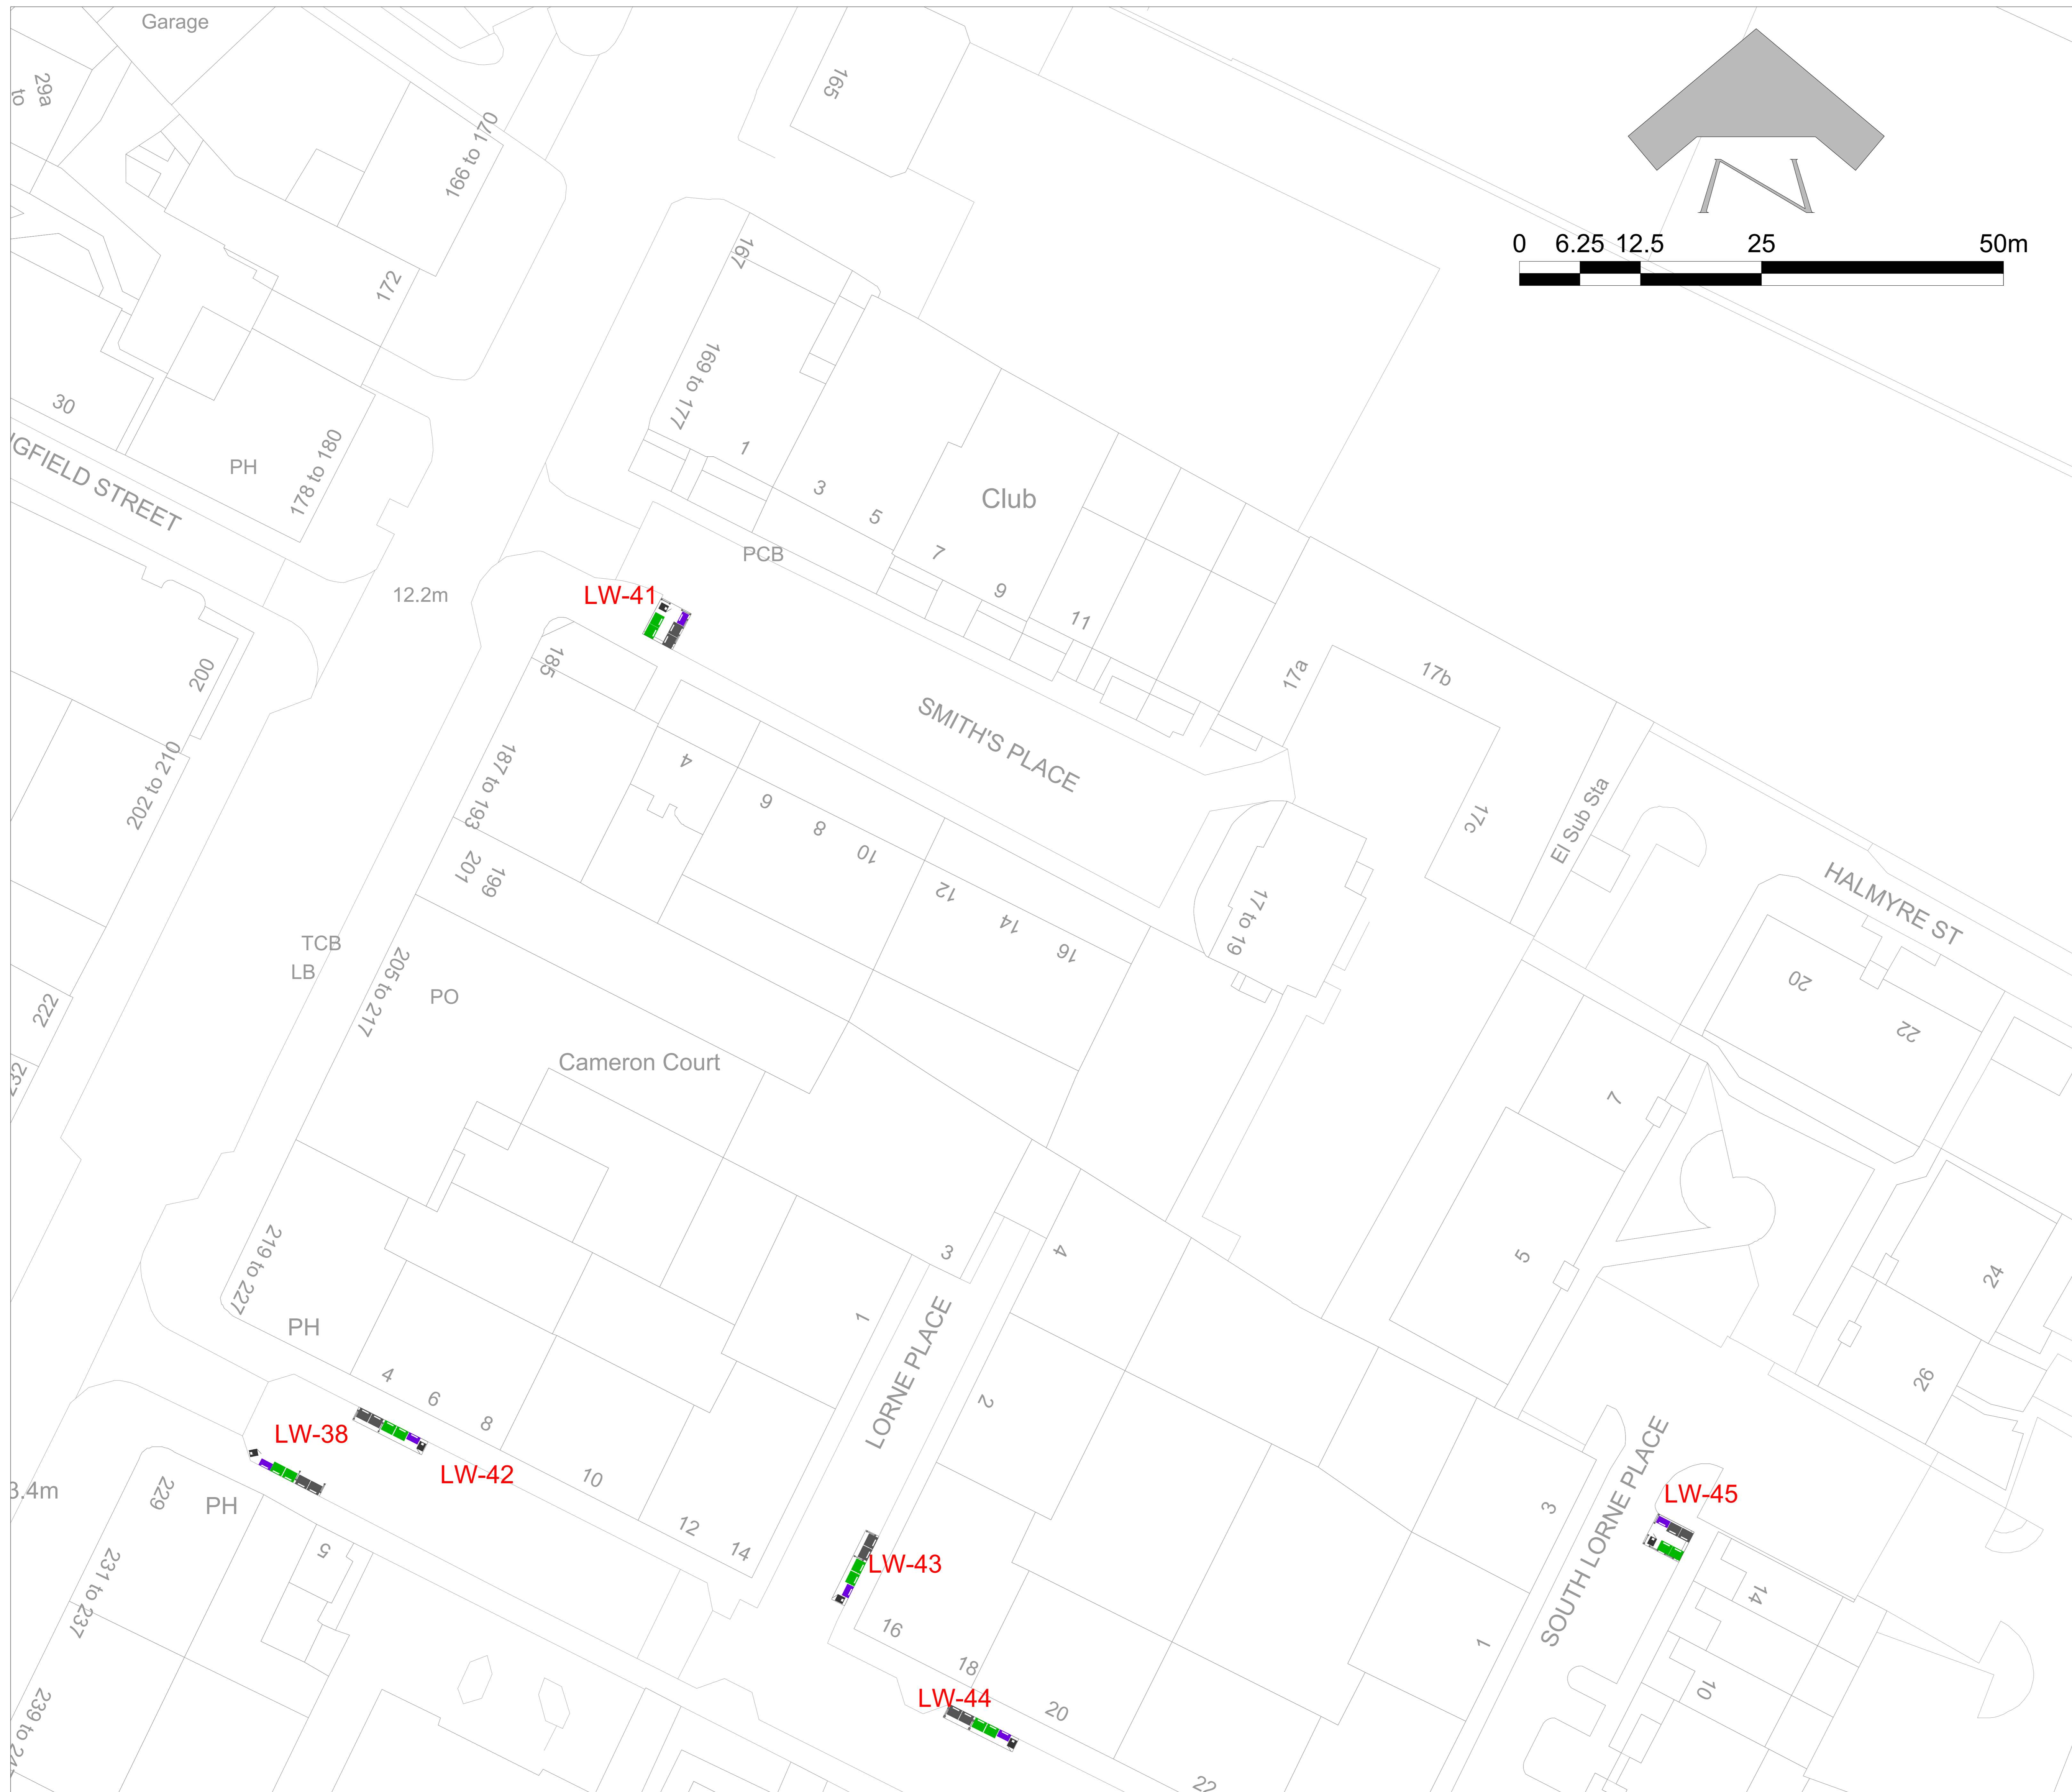 Garage
29a
to
165
166 to 170
167
172
0 6.25 12.5 25 50m
169 to 177
30
IGFIELD STREET
PH
178 to 180
1
3
5
Club
7
9
11
PCB
12.2m
LW-41
185
200
17a
17b
17c
SMITH'S PLACE
El Sub Sta
202 to 210
187 to 193
4
6
8
10
12
14
16
201
199
17 to 19
HALMYRE ST
20
22
TCB
LB
205 to 217
PO
222
232
Cameron Court
7
5
24
26
219 to 227
PH
3
4
1
LORNE PLACE
2
4
6
8
10
12
14
LW-38
LW-42
3.4m
229
PH
5
231 to 237
LW-43
3
SOUTH LORNE PLACE
LW-45
14
10
1
16
18
20
22
LW-44
239 to 24